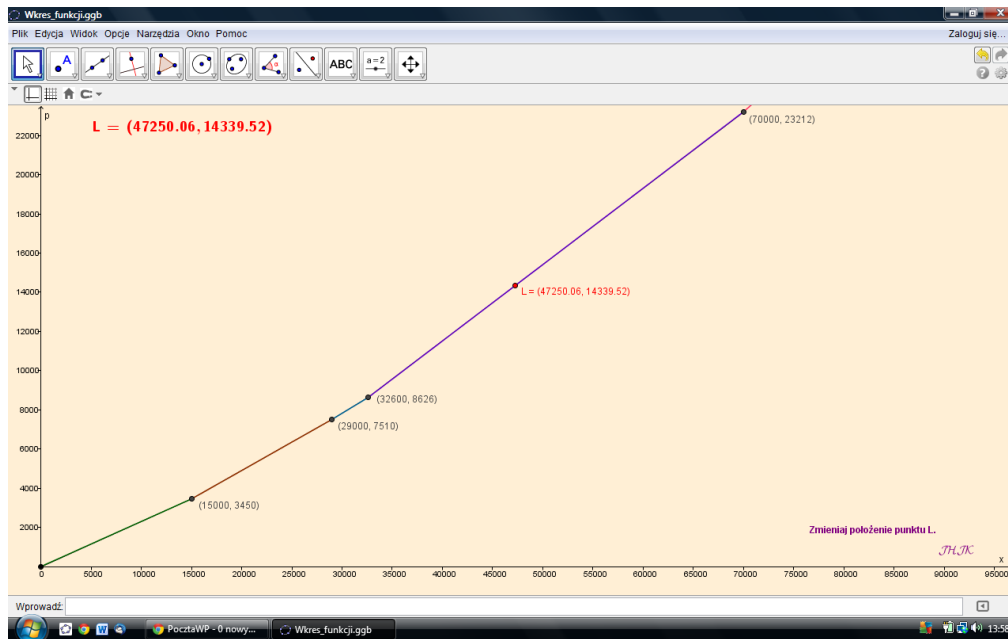 Wkres_funkcji.ggb
Plik Edycja Widok Opcje Narzędzia Okno Pomoc Zaloguj się...
A ABC a=2
p
L = (47250.06, 14339.52)
(70000, 23212)
22000
20000
18000
16000
14000
L = (47250.06, 14339.52)
12000
10000
(32600, 8626)
8000
(29000, 7510)
6000
4000
(15000, 3450)
2000
Zmieniaj położenie punktu L.
JH,JK
x
0 5000 10000 15000 20000 25000 30000 35000 40000 45000 50000 55000 60000 65000 70000 75000 80000 85000 90000 95000
Wprowadź:
PocztaWP - 0 nowy... Wkres_funkcji.ggb 13:58